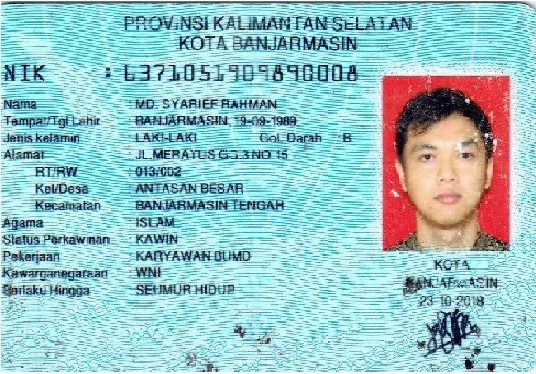 PROVINSI KALIMANTAN SELATAN
KOTA BANJARMASIN
NIK : 6371051909890008
Nama : MD. SYARIEF RAHMAN
Tempat/Tgl Lahir : BANJARMASIN, 19-09-1989
Jenis kelamin : LAKI-LAKI Gol. Darah : B
Alamat : JL.MERATUS GG.3 NO 15
RT/RW : 013/002
Kel/Desa : ANTASAN BESAR
Kecamatan : BANJARMASIN TENGAH
Agama : ISLAM
Status Perkawinan : KAWIN
Pekerjaan : KARYAWAN BUMD
Kewarganegaraan : WNI
Berlaku Hingga : SEUMUR HIDUP
KOTA
BANJARMASIN
23-10-2018